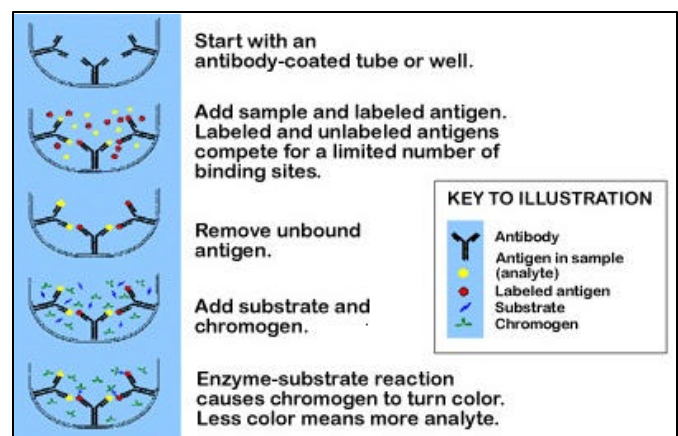 Start with an
antibody-coated tube or well.
Add sample and labeled antigen.
Labeled and unlabeled antigens
compete for a limited number of
binding sites.
Remove unbound
antigen.
Add substrate and
chromogen.
Enzyme-substrate reaction
causes chromogen to turn color.
Less color means more analyte.
KEY TO ILLUSTRATION
Antibody
Antigen in sample
(analyte)
Labeled antigen
Substrate
Chromogen